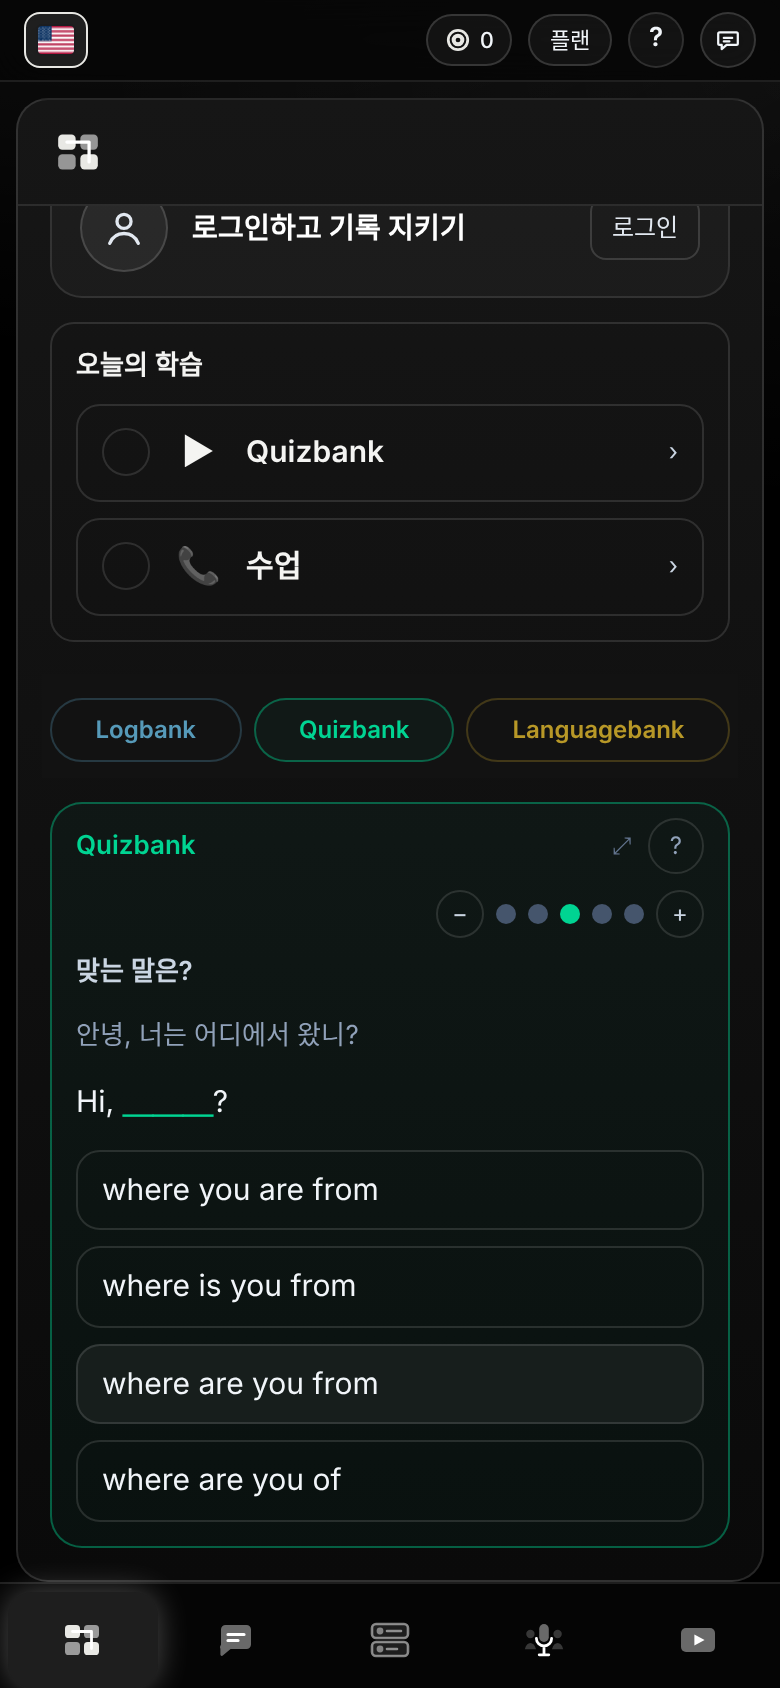 0
플랜
?
로그인하고 기록 지키기
로그인
오늘의 학습
Quizbank
›
수업
›
Logbank
Quizbank
Languagebank
Quizbank
?
−
+
맞는 말은?
안녕, 너는 어디에서 왔니?
Hi, ______?
where you are from
where is you from
where are you from
where are you of